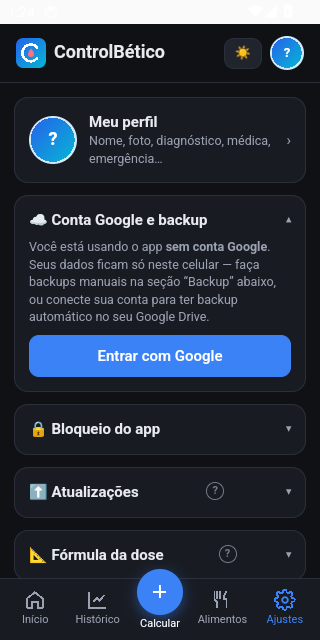 ControlBético
?
Meu perfil
Nome, foto, diagnóstico, médica,
emergência…
?
Conta Google e backup
Você está usando o app sem conta Google.
Seus dados ficam só neste celular — faça
backups manuais na seção “Backup” abaixo,
ou conecte sua conta para ter backup
automático no seu Google Drive.
Entrar com Google
Bloqueio do app
Atualizações ?
Fórmula da dose ?
Início Histórico Calcular Alimentos Ajustes